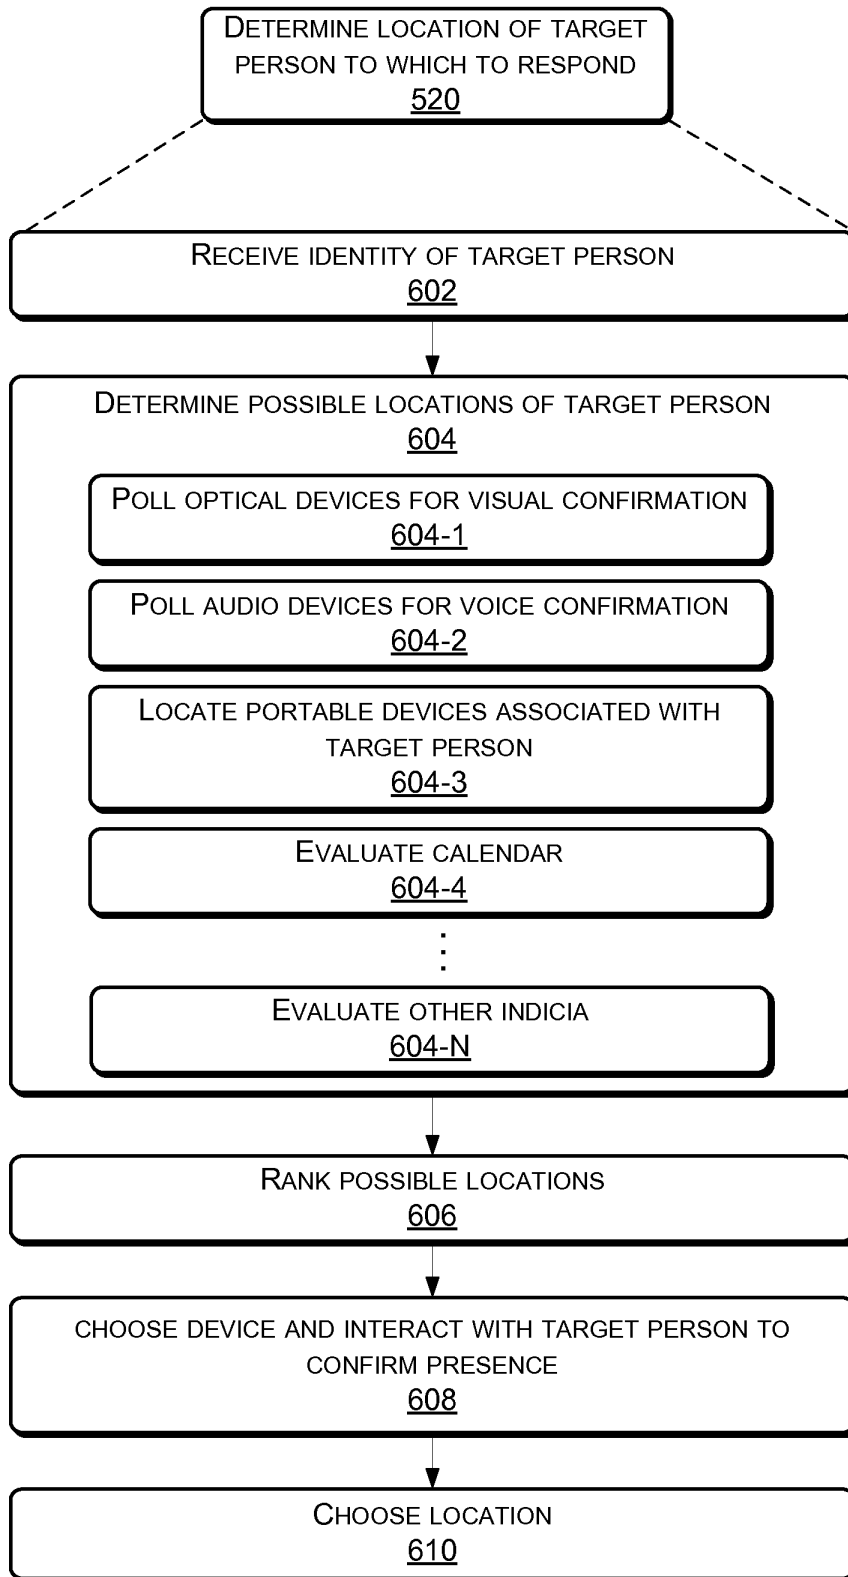 DETERMINE LOCATION OF TARGET
PERSON TO WHICH TO RESPOND
520
RECEIVE IDENTITY OF TARGET PERSON
602
DETERMINE POSSIBLE LOCATIONS OF TARGET PERSON
604
POLL OPTICAL DEVICES FOR VISUAL CONFIRMATION
604-1
POLL AUDIO DEVICES FOR VOICE CONFIRMATION
604-2
LOCATE PORTABLE DEVICES ASSOCIATED WITH
TARGET PERSON
604-3
EVALUATE CALENDAR
604-4
EVALUATE OTHER INDICIA
604-N
RANK POSSIBLE LOCATIONS
606
CHOOSE DEVICE AND INTERACT WITH TARGET PERSON TO
CONFIRM PRESENCE
608
CHOOSE LOCATION
610